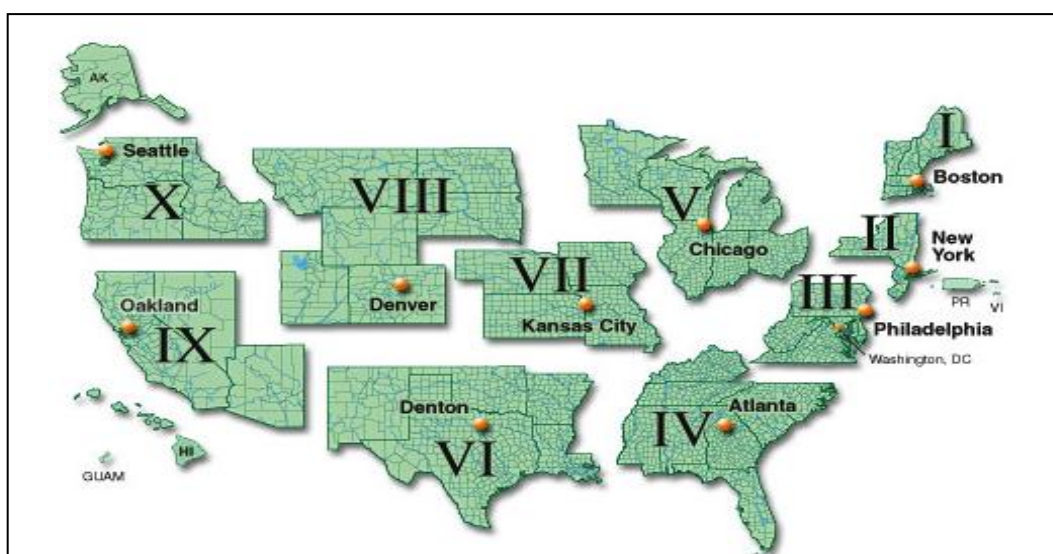 AK
Seattle
X
VIII
Denver
VII
Kansas City
V
Chicago
I
Boston
II
New
York
PR
VI
III
Philadelphia
Washington, DC
Oakland
IX
HI
GUAM
Denton
VI
IV
Atlanta